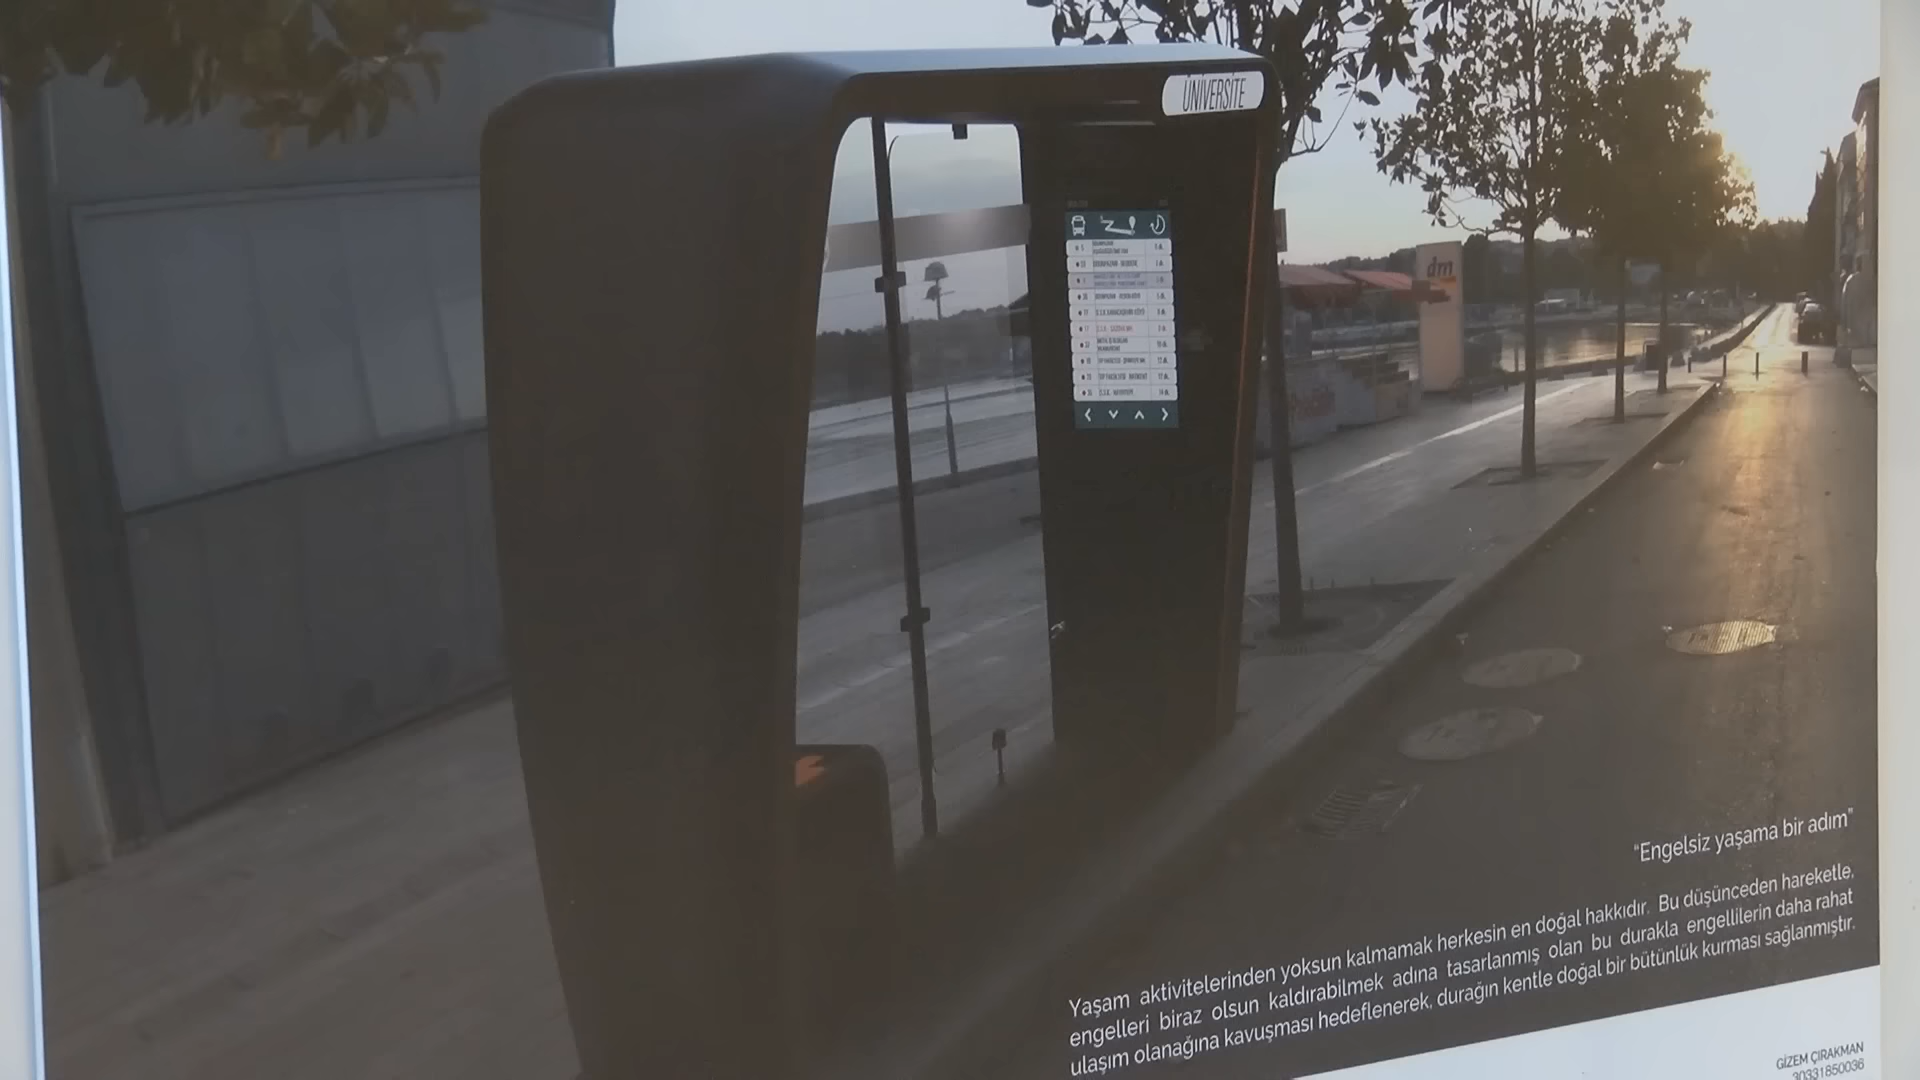 ÜNİVERSİTE
dm
"Engelsiz yaşama bir adım"
Yaşam aktivitelerinden yoksun kalmamak herkesin en doğal hakkıdır. Bu düşünceden hareketle,
engelleri biraz olsun kaldırabilmek adına tasarlanmış olan bu durakla engellilerin daha rahat
ulaşım olanağına kavuşması hedeflenerek, durağın kentle doğal bir bütünlük kurması sağlanmıştır.
GİZEM ÇIRAKMAN
30331850036